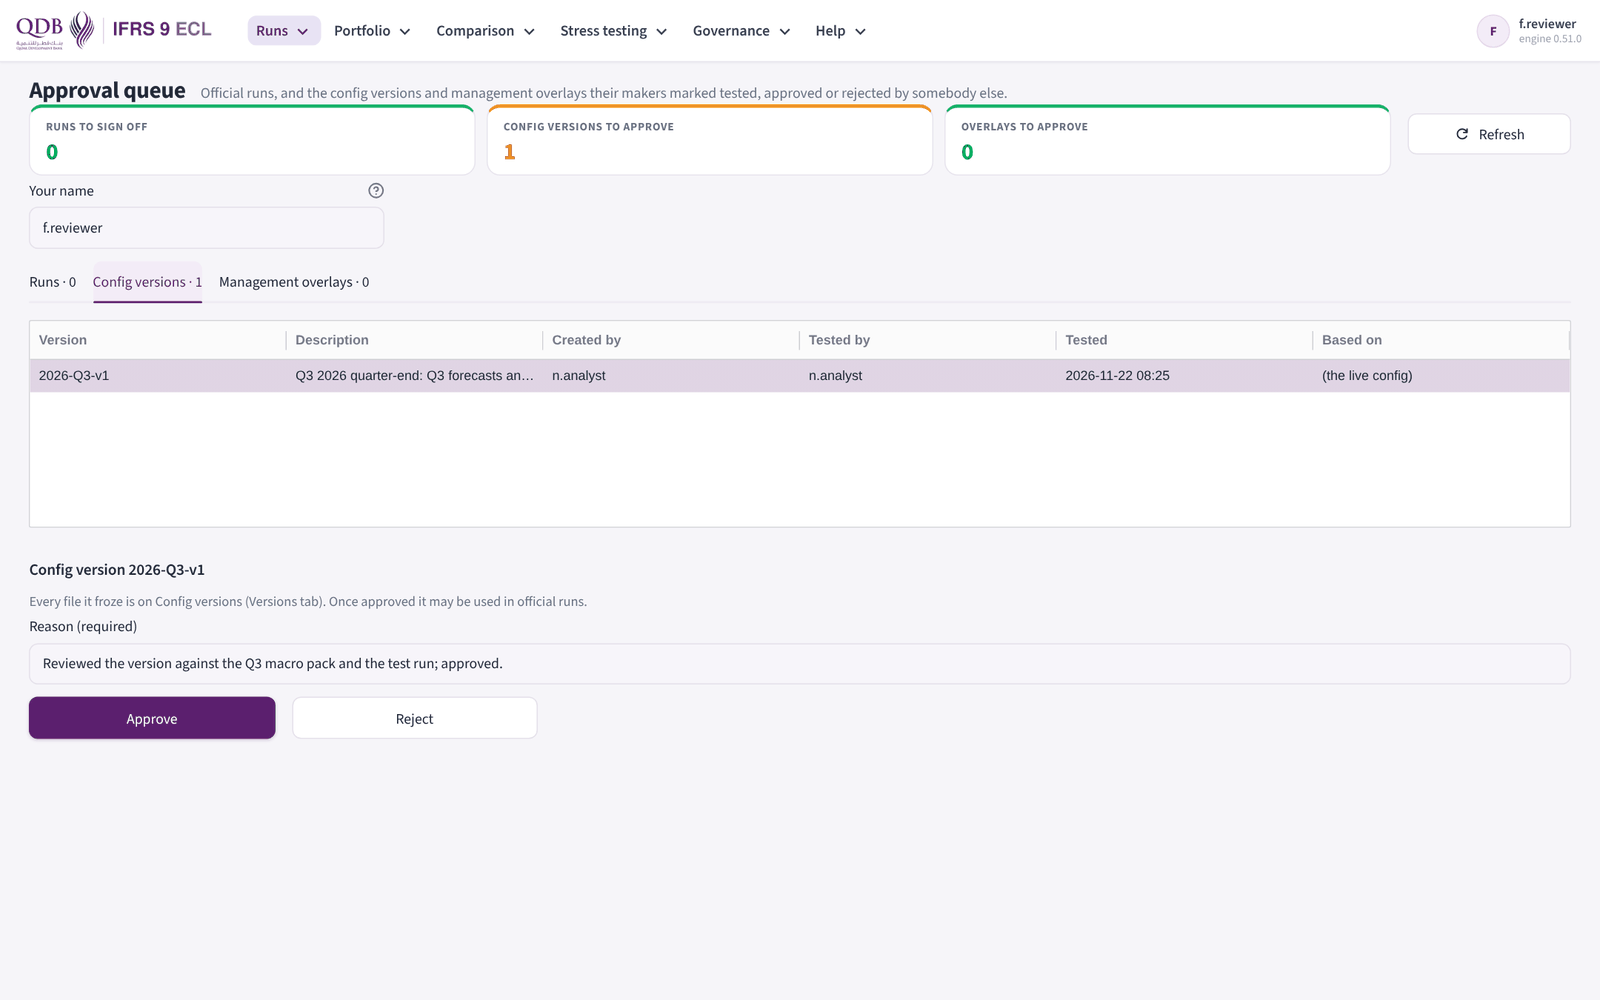 QDB
بنك قطر للتنمية
IFRS 9 ECL
Runs
Portfolio
Comparison
Stress testing
Governance
Help
F
f.reviewer
engine 0.51.0
Approval queue
Official runs, and the config versions and management overlays their makers marked tested, approved or rejected by somebody else.
RUNS TO SIGN OFF
0
CONFIG VERSIONS TO APPROVE
1
OVERLAYS TO APPROVE
0
Refresh
Your name
?
f.reviewer
Runs · 0
Config versions · 1
Management overlays · 0
Version Description Created by Tested by Tested Based on
2026-Q3-v1 Q3 2026 quarter-end: Q3 forecasts an... n.analyst n.analyst 2026-11-22 08:25 (the live config)
Config version 2026-Q3-v1
Every file it froze is on Config versions (Versions tab). Once approved it may be used in official runs.
Reason (required)
Reviewed the version against the Q3 macro pack and the test run; approved.
Approve
Reject